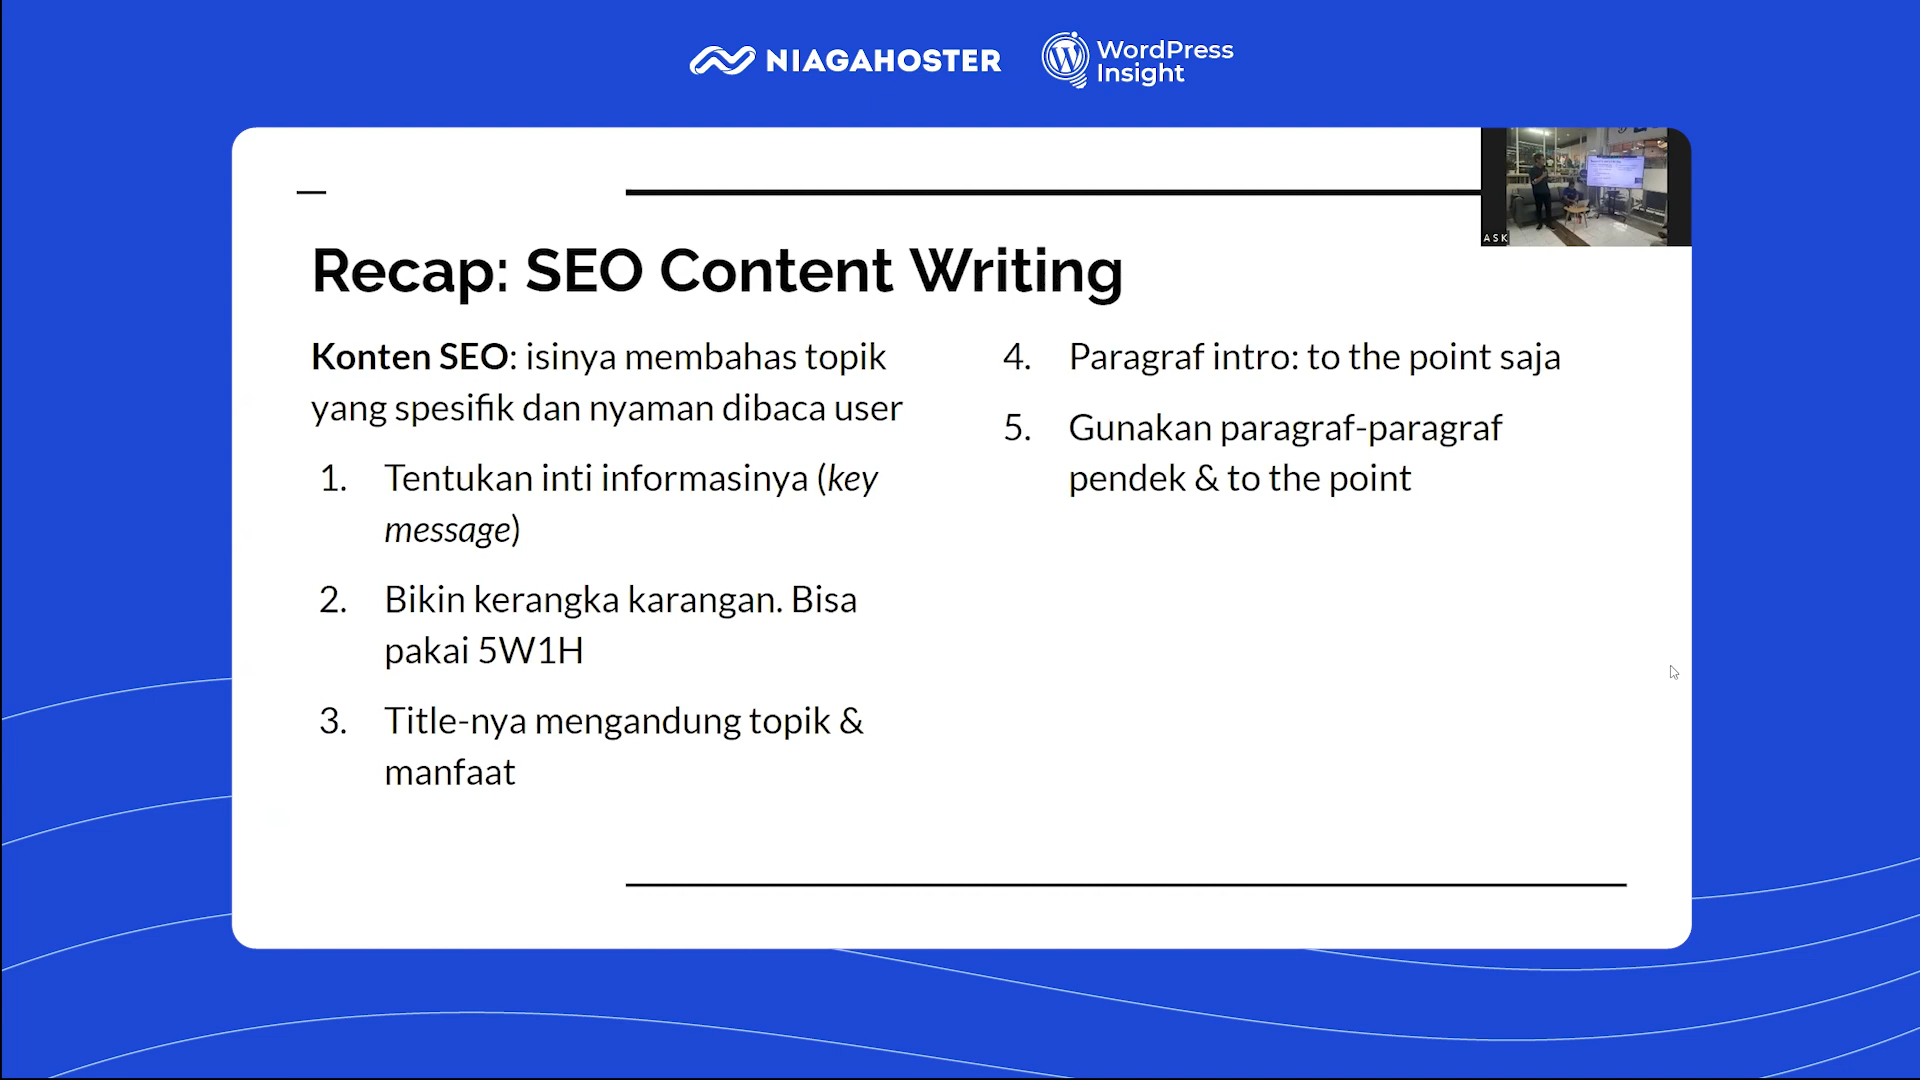 NIAGAHOSTER
WordPress
Insight
ASK
Recap: SEO Content Writing
Konten SEO: isinya membahas topik
yang spesifik dan nyaman dibaca user
1. Tentukan inti informasinya (key
message)
2. Bikin kerangka karangan. Bisa
pakai 5W1H
3. Title-nya mengandung topik &
manfaat
4. Paragraf intro: to the point saja
5. Gunakan paragraf-paragraf
pendek & to the point